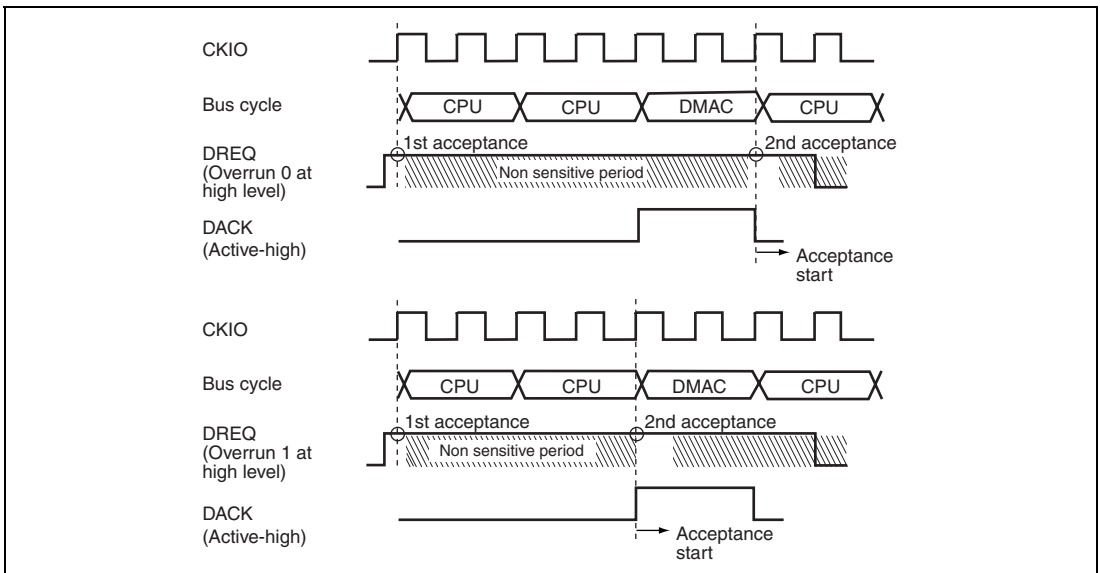 CKIO
Bus cycle
CPU CPU DMAC CPU
1st acceptance 2nd acceptance
DREQ
(Overrun 0 at
high level)
Non sensitive period
DACK
(Active-high)
Acceptance
start
CKIO
Bus cycle
CPU CPU DMAC CPU
1st acceptance 2nd acceptance
DREQ
(Overrun 1 at
high level)
Non sensitive period
DACK
(Active-high)
Acceptance
start